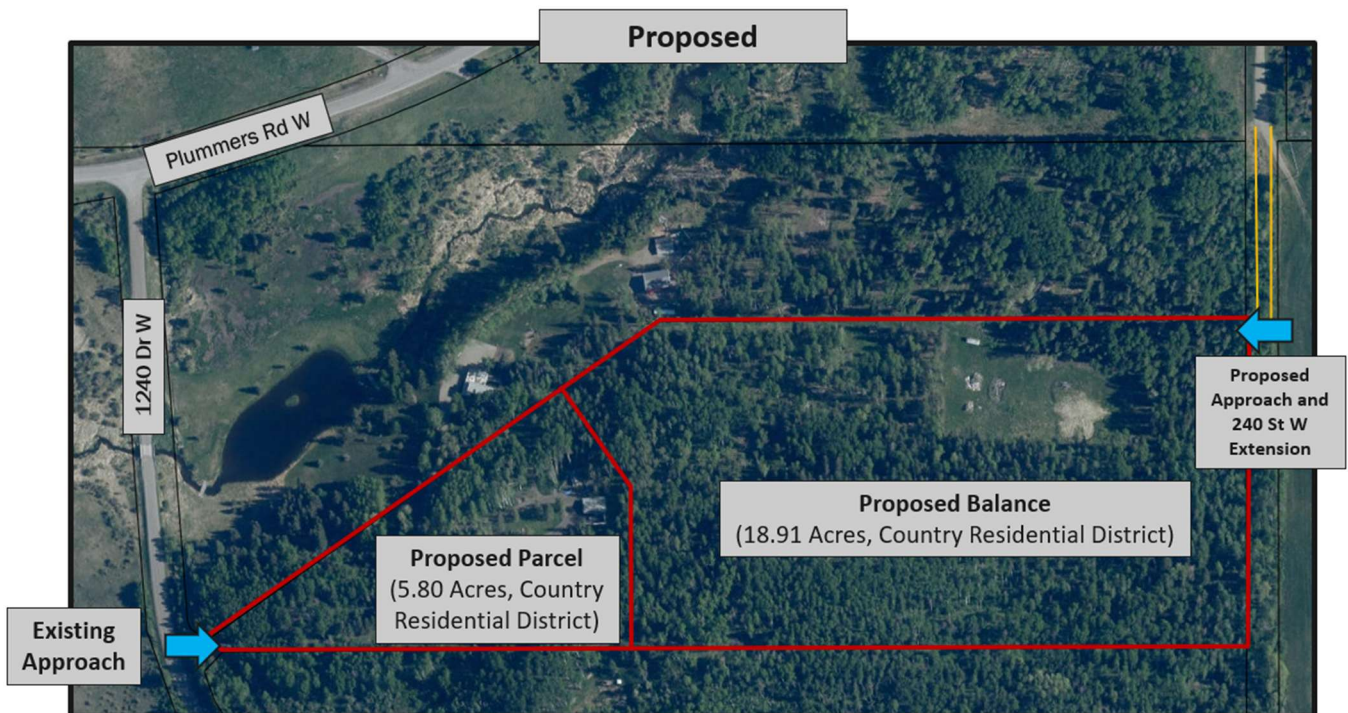 Proposed
Plummers Rd W
1240 Dr W
Proposed
Approach and
240 St W
Extension
Proposed Balance
(18.91 Acres, Country Residential District)
Proposed Parcel
(5.80 Acres, Country
Residential District)
Existing
Approach